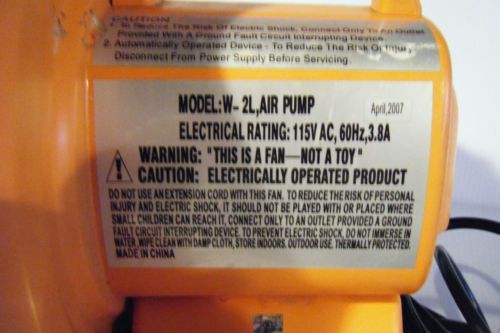 CAUTION
• To Reduce The Risk Of Electric Shock, Connect Only To An Outlet
Provided With A Ground Fault Circuit Interrupting Device.
2. Automatically Operated Device - To Reduce The Risk Of Injury
Disconnect From Power Supply Before Servicing.
MODEL:W- 2L,AIR PUMP
April,2007
ELECTRICAL RATING: 115V AC, 60Hz,3.8A
WARNING: "THIS IS A FAN—NOT A TOY"
CAUTION: ELECTRICALLY OPERATED PRODUCT
DO NOT USE AN EXTENSION CORD WITH THIS FAN. TO REDUCE THE RISK OF PERSONAL
INJURY AND ELECTRIC SHOCK, IT SHOULD NOT BE PLAYED WITH OR PLACED WHERE
SMALL CHILDREN CAN REACH IT. CONNECT ONLY TO AN OUTLET PROVIDED A GROUND
FAULT CIRCUIT INTERRUPTING DEVICE. TO PREVENT ELECTRIC SHOCK, DO NOT IMMERSE IN
WATER ,WIPE CLEAN WITH DAMP CLOTH, STORE INDOORS. OUTDOOR USE. THERMALLY PROTECTED.
MADE IN CHINA